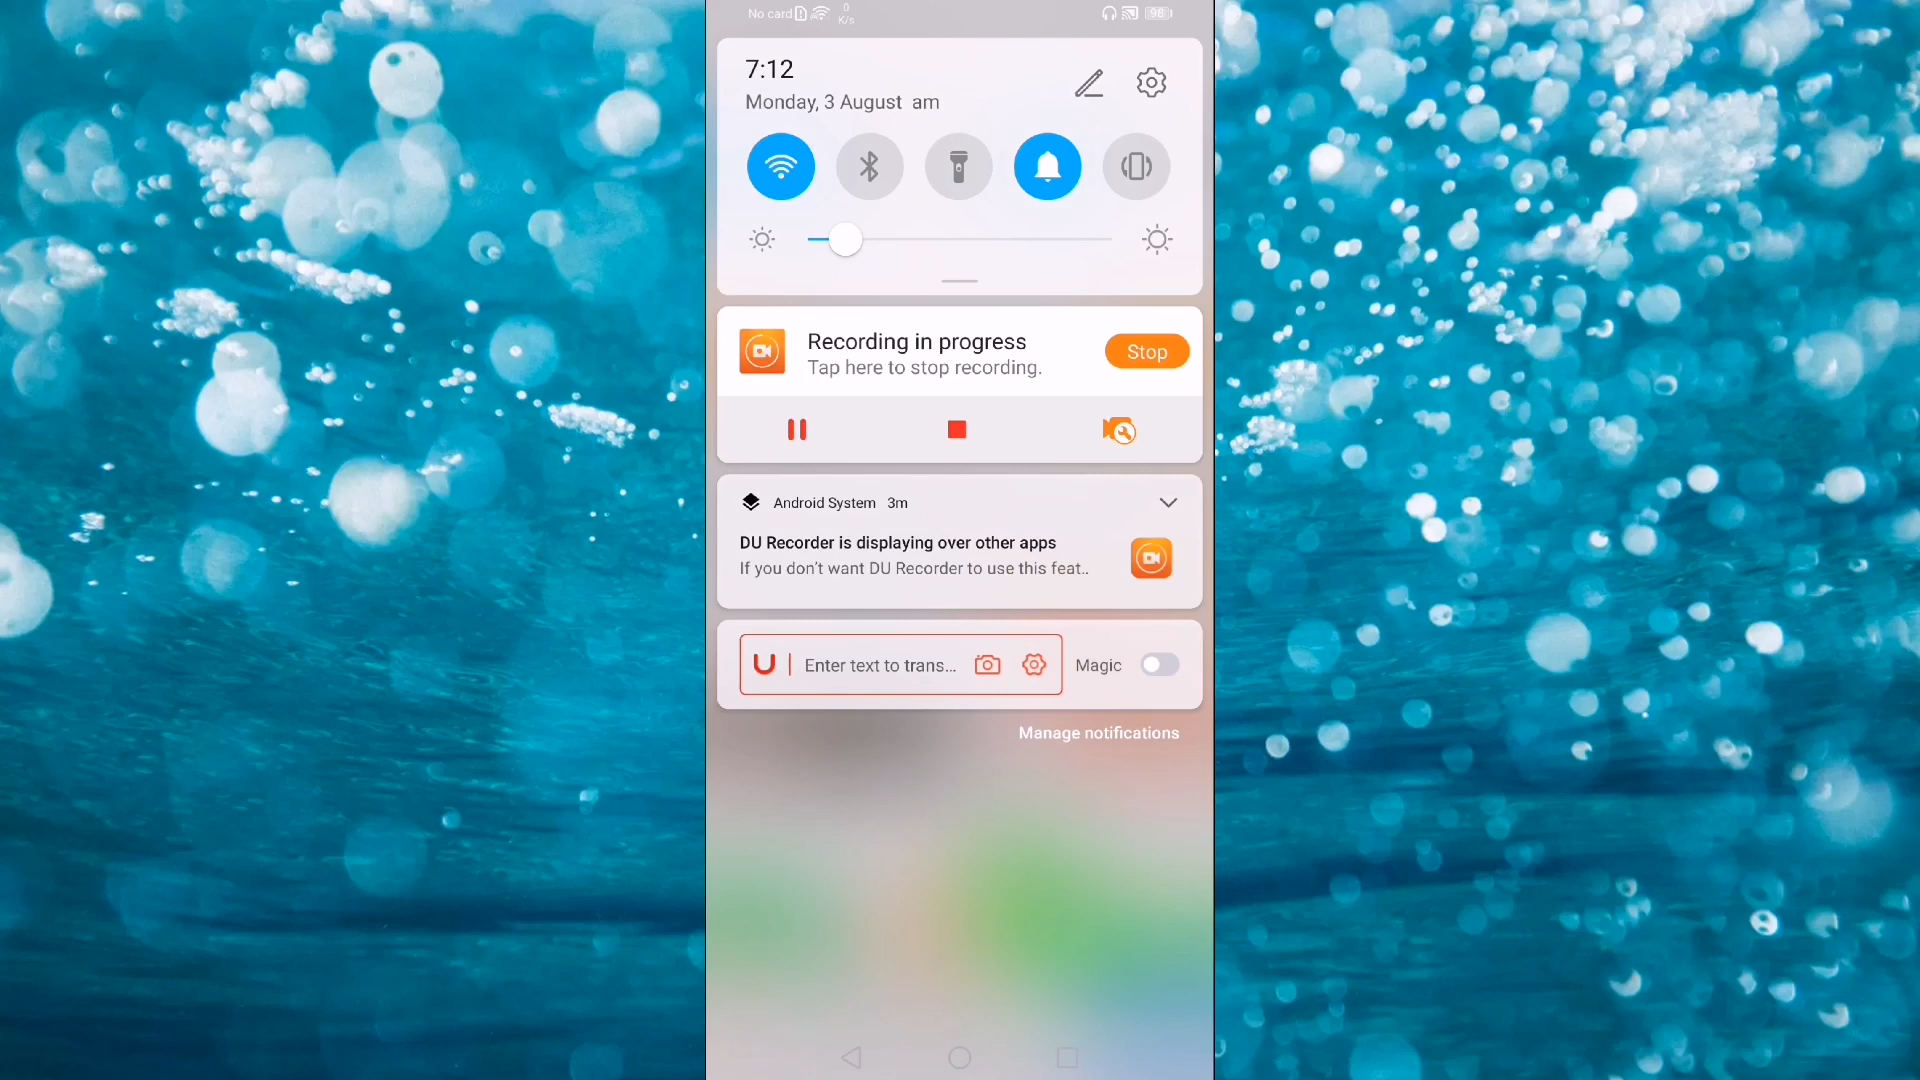 No card
0
K/s
98
7:12
Monday, 3 August am
Recording in progress
Tap here to stop recording.
Stop
Android System 3m
DU Recorder is displaying over other apps
If you don't want DU Recorder to use this feat..
Enter text to trans...
Magic
Manage notifications